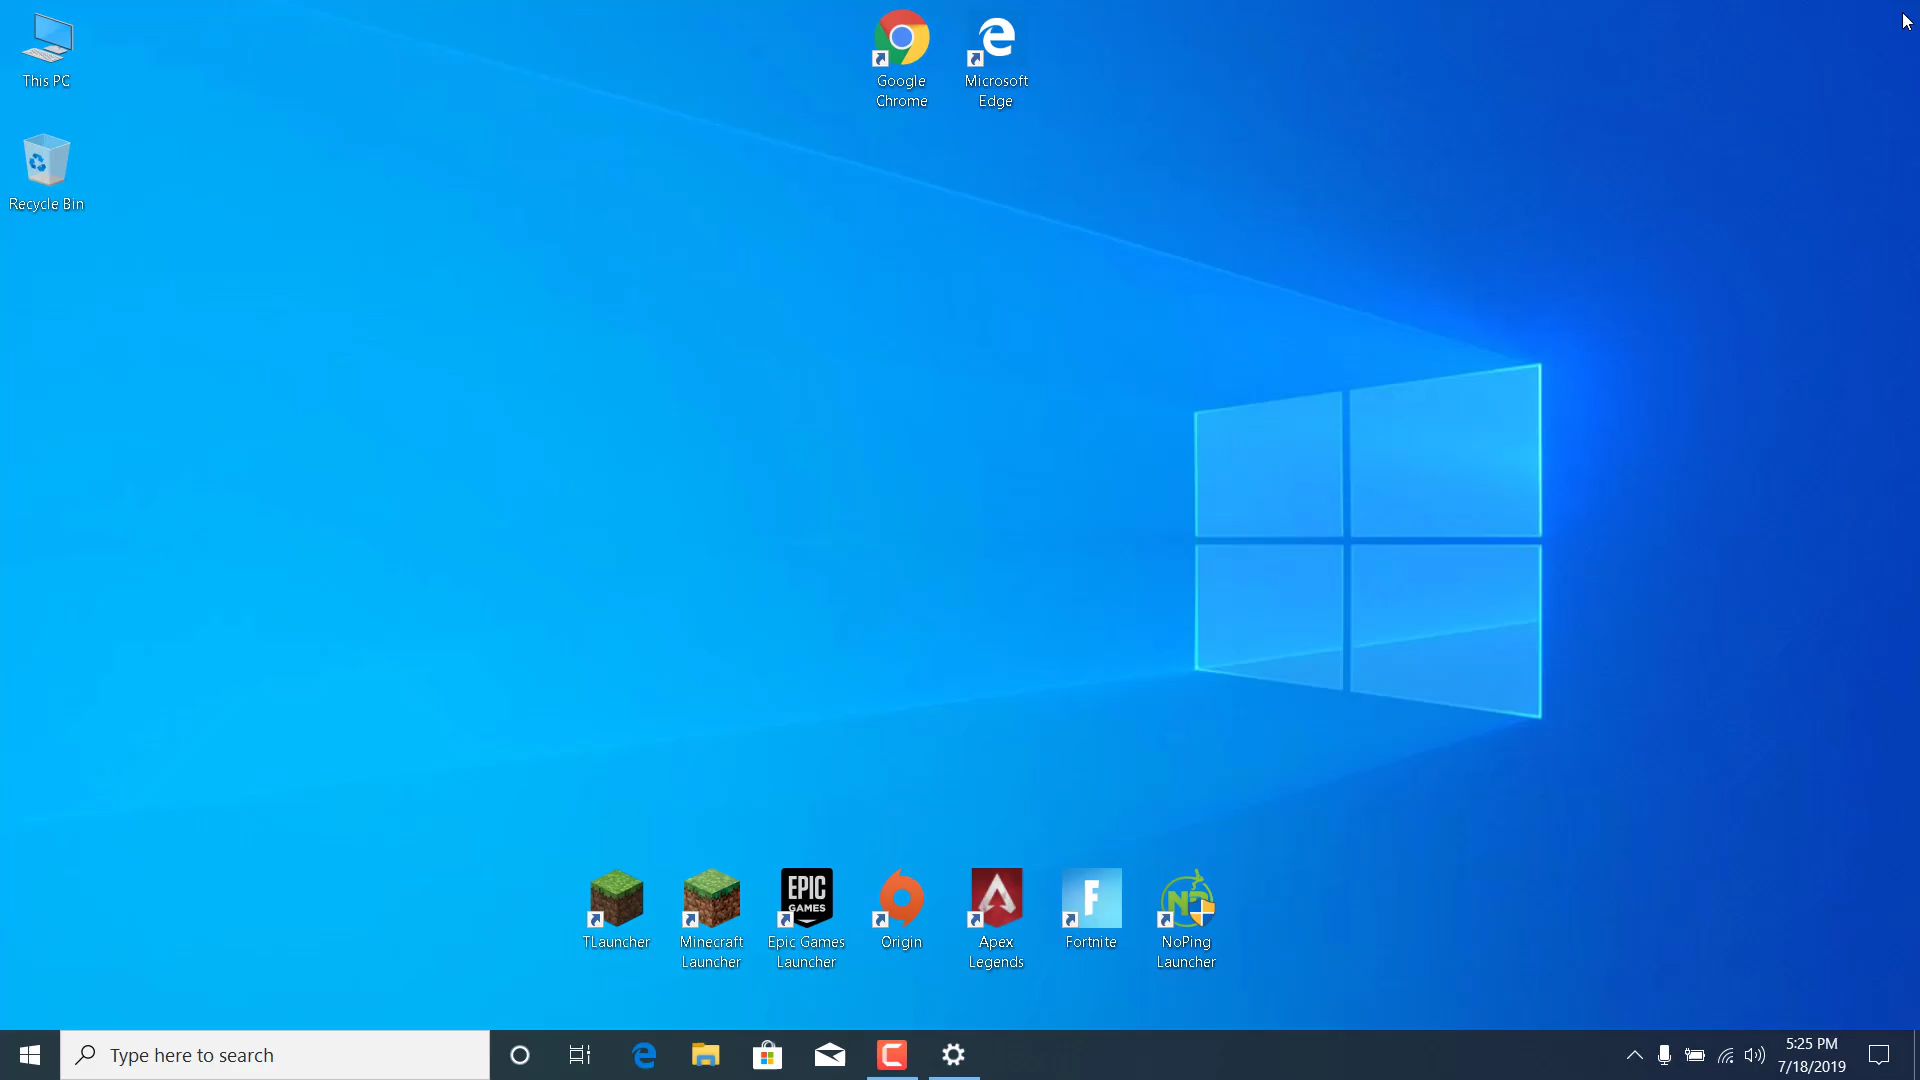 This PC
Google
Chrome
Microsoft
Edge
Recycle Bin
EPIC
GAMES
F
NP
TLauncher
Minecraft
Launcher
Epic Games
Launcher
Origin
Apex
Legends
Fortnite
NoPing
Launcher
Type here to search
5:25 PM
7/18/2019